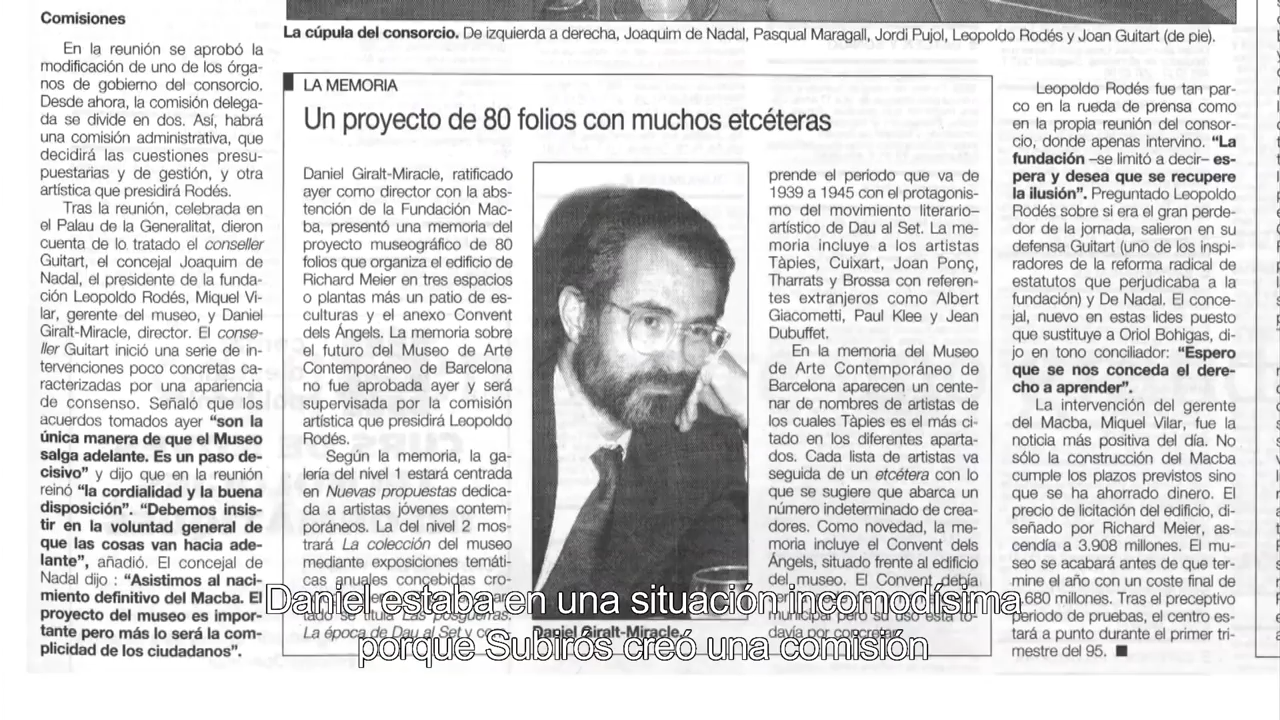 Comisiones
En la reunión se aprobó la
modificación de uno de los órga-
nos de gobierno del consorcio.
Desde ahora, la comisión delega-
da se divide en dos. Así, habrá
una comisión administrativa, que
decidirá las cuestiones presu-
puestarias y de gestión, y otra
artística que presidirá Rodés.
Tras la reunión, celebrada en
el Palau de la Generalitat, dieron
cuenta de lo tratado el conseller
Guitart, el concejal Joaquim de
Nadal, el presidente de la funda-
ción Leopoldo Rodés, Miquel Vi-
lar, gerente del museo, y Daniel
Giralt-Miracle, director. El conse-
ller Guitart inició una serie de in-
tervenciones poco concretas ca-
racterizadas por una apariencia
de consenso. Señaló que los
acuerdos tomados ayer "son la
única manera de que el Museo
salga adelante. Es un paso de-
cisivo" y dijo que en la reunión
reinó "la cordialidad y la buena
disposición". "Debemos insis-
tir en la voluntad general de
que las cosas van hacia ade-
lante", añadió. El concejal de
Nadal dijo : "Asistimos al naci-
miento definitivo del Macba. El
proyecto del museo es impor-
tante pero más lo será la com-
plicidad de los ciudadanos".
La cúpula del consorcio. De izquierda a derecha, Joaquim de Nadal, Pasqual Maragall, Jordi Pujol, Leopoldo Rodés y Joan Guitart (de pie).
LA MEMORIA
Un proyecto de 80 folios con muchos etcéteras
Daniel Giralt-Miracle, ratificado
ayer como director con la abs-
tención de la Fundación Mac-
ba, presentó una memoria del
proyecto museográfico de 80
folios que organiza el edificio de
Richard Meier en tres espacios
o plantas más un patio de es-
culturas y el anexo Convent
dels Ángels. La memoria sobre
el futuro del Museo de Arte
Contemporáneo de Barcelona
no fue aprobada ayer y será
supervisada por la comisión
artística que presidirá Leopoldo
Rodés.
Según la memoria, la ga-
lería del nivel 1 estará centrada
en Nuevas propuestas dedica-
da a artistas jóvenes contem-
poráneos. La del nivel 2 mos-
trará La colección del museo
mediante exposiciones temáti-
cas anuales concebidas cro-
tado se titula Las posguerras.
La época de Dau al Set y
Daniel Giralt-Miracle.
prende el periodo que va de
1939 a 1945 con el protagonis-
mo del movimiento literario–
artístico de Dau al Set. La me-
moria incluye a los artistas
Tàpies, Cuixart, Joan Ponç,
Tharrats y Brossa con referen-
tes extranjeros como Albert
Giacometti, Paul Klee y Jean
Dubuffet.
En la memoria del Museo
de Arte Contemporáneo de
Barcelona aparecen un cente-
nar de nombres de artistas de
los cuales Tàpies es el más ci-
tado en los diferentes aparta-
dos. Cada lista de artistas va
seguida de un etcétera con lo
que se sugiere que abarca un
número indeterminado de crea-
dores. Como novedad, la me-
moria incluye el Convent dels
Ángels, situado frente al edificio
del museo. El Convent debía
municipal pero su uso está to-
davía por concretar.
Leopoldo Rodés fue tan par-
co en la rueda de prensa como
en la propia reunión del consor-
cio, donde apenas intervino. "La
fundación –se limitó a decir– es-
pera y desea que se recupere
la ilusión". Preguntado Leopoldo
Rodés sobre si era el gran perde-
dor de la jornada, salieron en su
defensa Guitart (uno de los inspi-
radores de la reforma radical de
estatutos que perjudicaba a la
fundación) y De Nadal. El conce-
jal, nuevo en estas lides puesto
que sustituye a Oriol Bohigas, di-
jo en tono conciliador: "Espero
que se nos conceda el dere-
cho a aprender".
La intervención del gerente
del Macba, Miquel Vilar, fue la
noticia más positiva del día. No
sólo la construcción del Macba
cumple los plazos previstos sino
que se ha ahorrado dinero. El
precio de licitación del edificio, di-
señado por Richard Meier, as-
cendía a 3.908 millones. El mu-
seo se acabará antes de que ter-
mine el año con un coste final de
.680 millones. Tras el preceptivo
periodo de pruebas, el centro es-
tará a punto durante el primer tri-
mestre del 95.
Daniel estaba en una situación incomodísima
porque Subirós creó una comisión